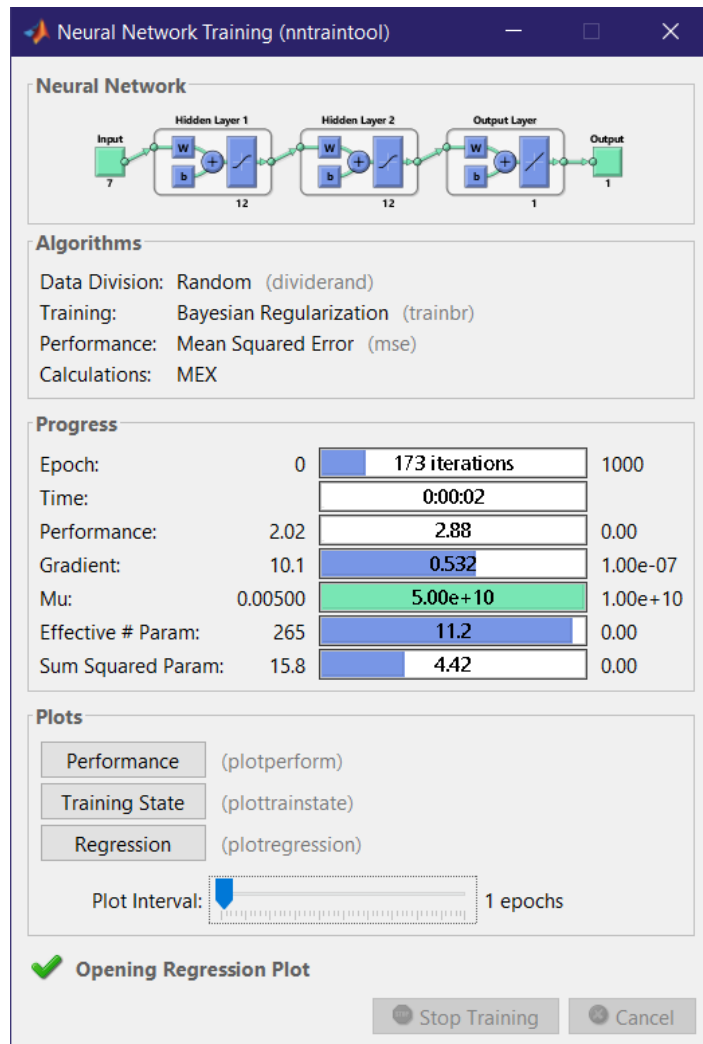 Neural Network Training (nntraintool)
Neural Network
Hidden Layer 1 Hidden Layer 2 Output Layer
Input Output
W W W
+ + +
b b b
7 12 12 1 1
Algorithms
Data Division: Random (dividerand)
Training: Bayesian Regularization (trainbr)
Performance: Mean Squared Error (mse)
Calculations: MEX
Progress
Epoch: 0 173 iterations 1000
Time: 0:00:02
Performance: 2.02 2.88 0.00
Gradient: 10.1 0.532 1.00e-07
Mu: 0.00500 5.00e+10 1.00e+10
Effective # Param: 265 11.2 0.00
Sum Squared Param: 15.8 4.42 0.00
Plots
Performance (plotperform)
Training State (plottrainstate)
Regression (plotregression)
Plot Interval: 1 epochs
Opening Regression Plot
Stop Training Cancel